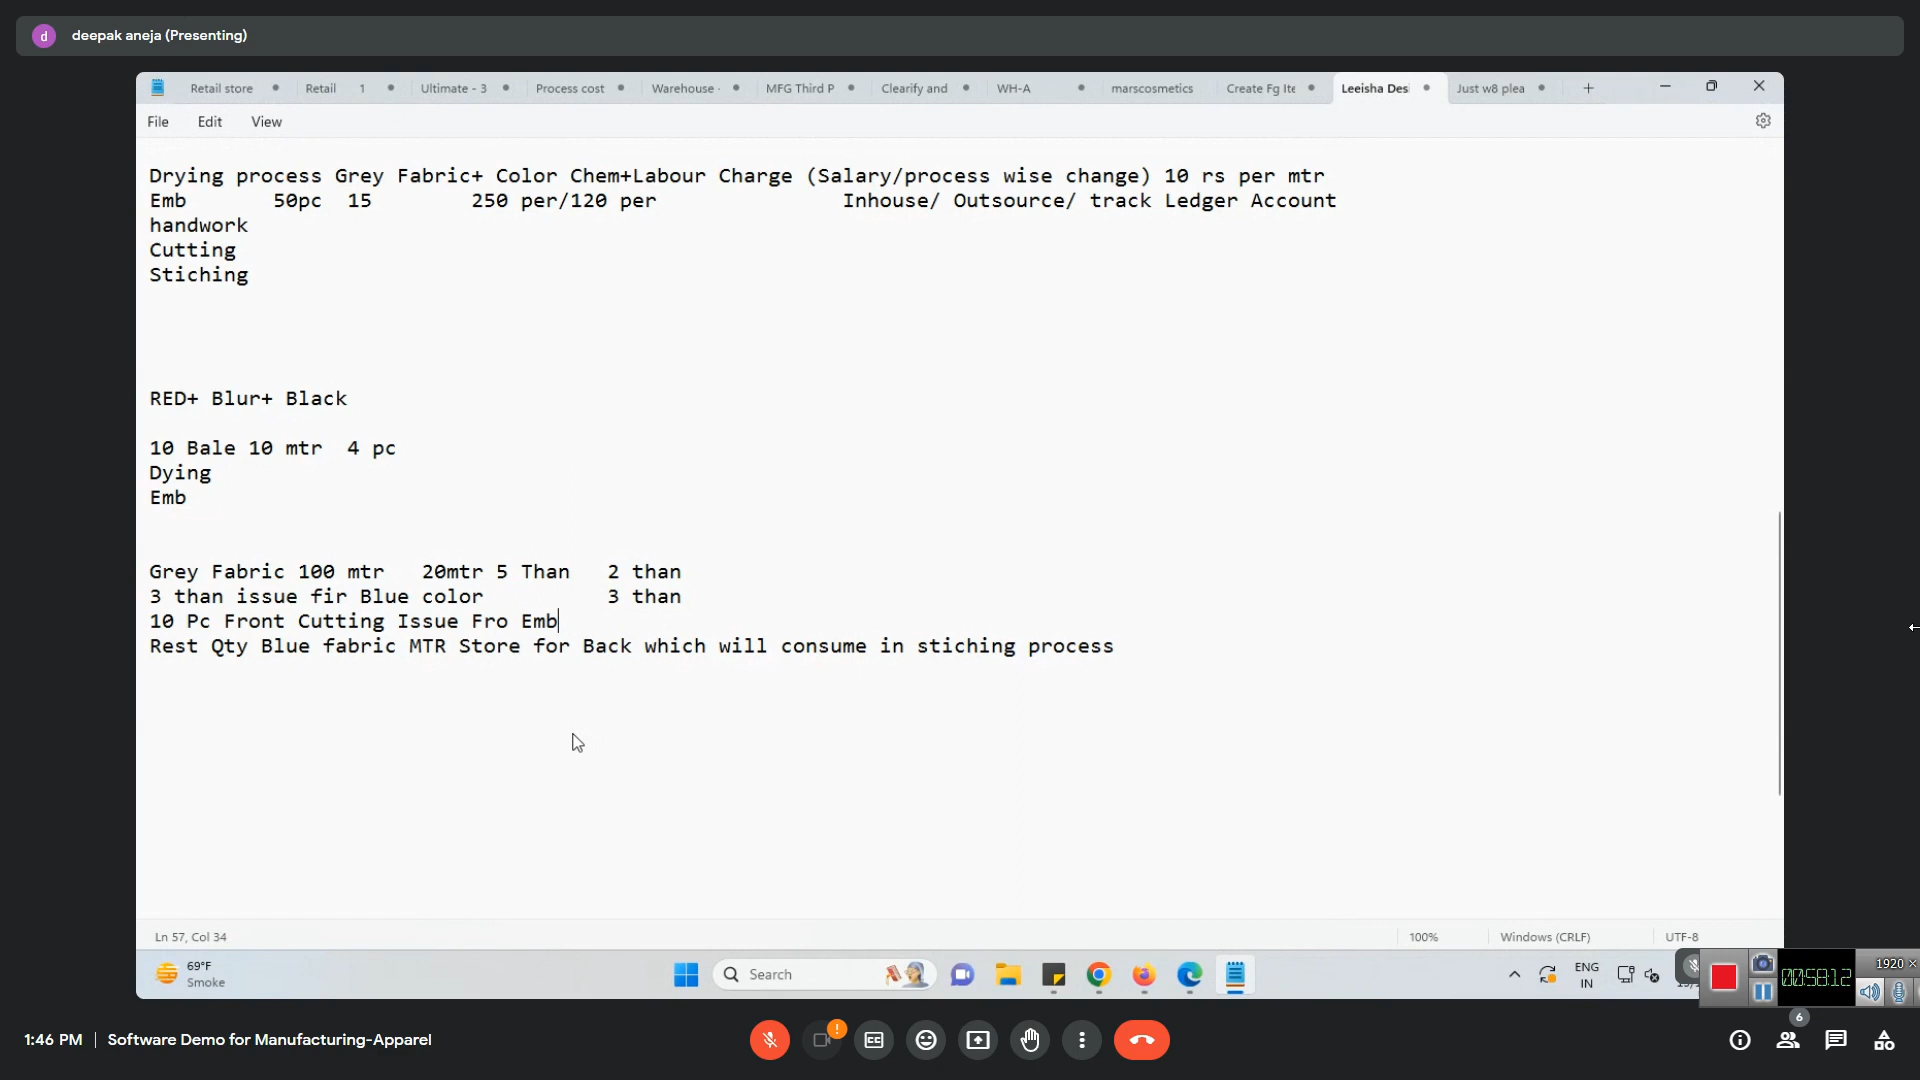 d deepak aneja (Presenting)
Retail store Retail 1 Ultimate - 3 Process cost Warehouse - MFG Third P Clearify and WH-A marscosmetics Create Fg Ite Leeisha Des Just w8 plea +
File Edit View
Drying process Grey Fabric+ Color Chem+Labour Charge (Salary/process wise change) 10 rs per mtr
Emb 50pc 15 250 per/120 per Inhouse/ Outsource/ track Ledger Account
handwork
Cutting
Stiching
RED+ Blur+ Black
10 Bale 10 mtr 4 pc
Dying
Emb
Grey Fabric 100 mtr 20mtr 5 Than 2 than
3 than issue fir Blue color 3 than
10 Pc Front Cutting Issue Fro Emb
Rest Qty Blue fabric MTR Store for Back which will consume in stiching process
Ln 57, Col 34 100% Windows (CRLF) UTF-8
69°F
Smoke
Search
ENG
IN
1920 ×
00:58:12
6
1:46 PM | Software Demo for Manufacturing-Apparel